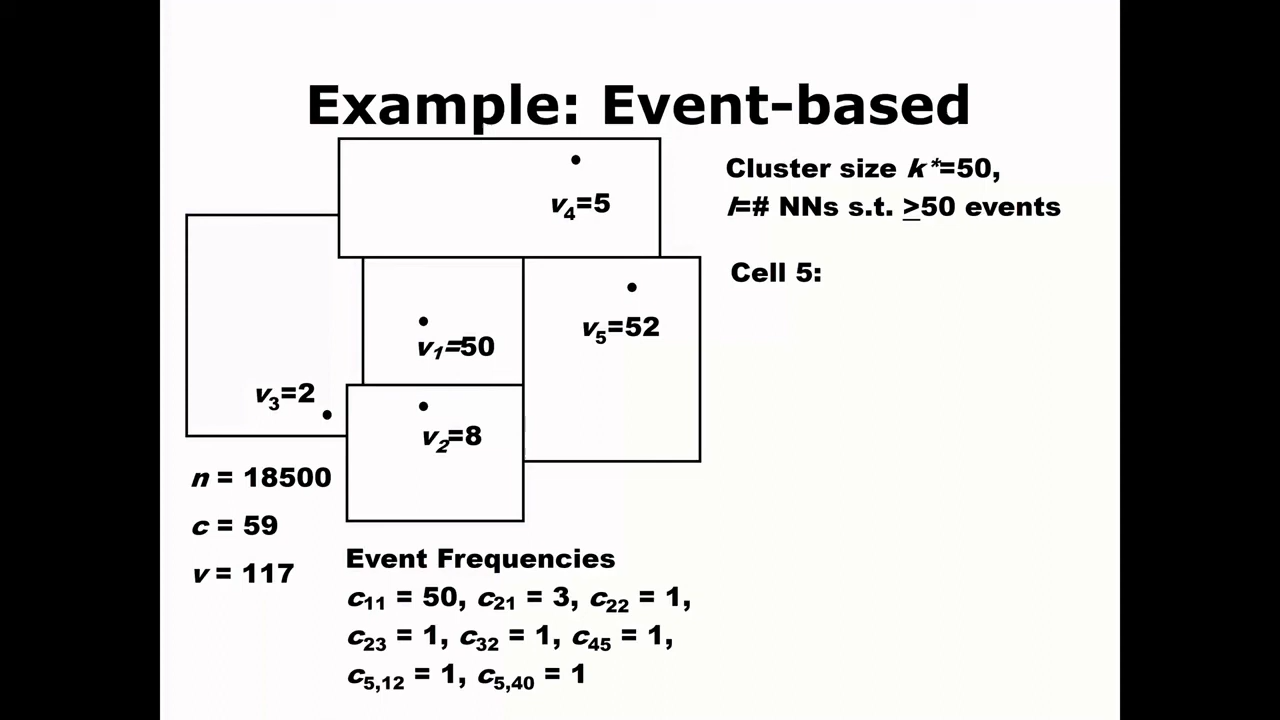 Example: Event-based
Cluster size k*=50,
l=# NNs s.t. ≥50 events
Cell 5:
v₄=5
v₅=52
v₁=50
v₃=2
v₂=8
n = 18500
c = 59
v = 117
Event Frequencies
c₁₁ = 50, c₂₁ = 3, c₂₂ = 1,
c₂₃ = 1, c₃₂ = 1, c₄₅ = 1,
c₅,₁₂ = 1, c₅,₄₀ = 1